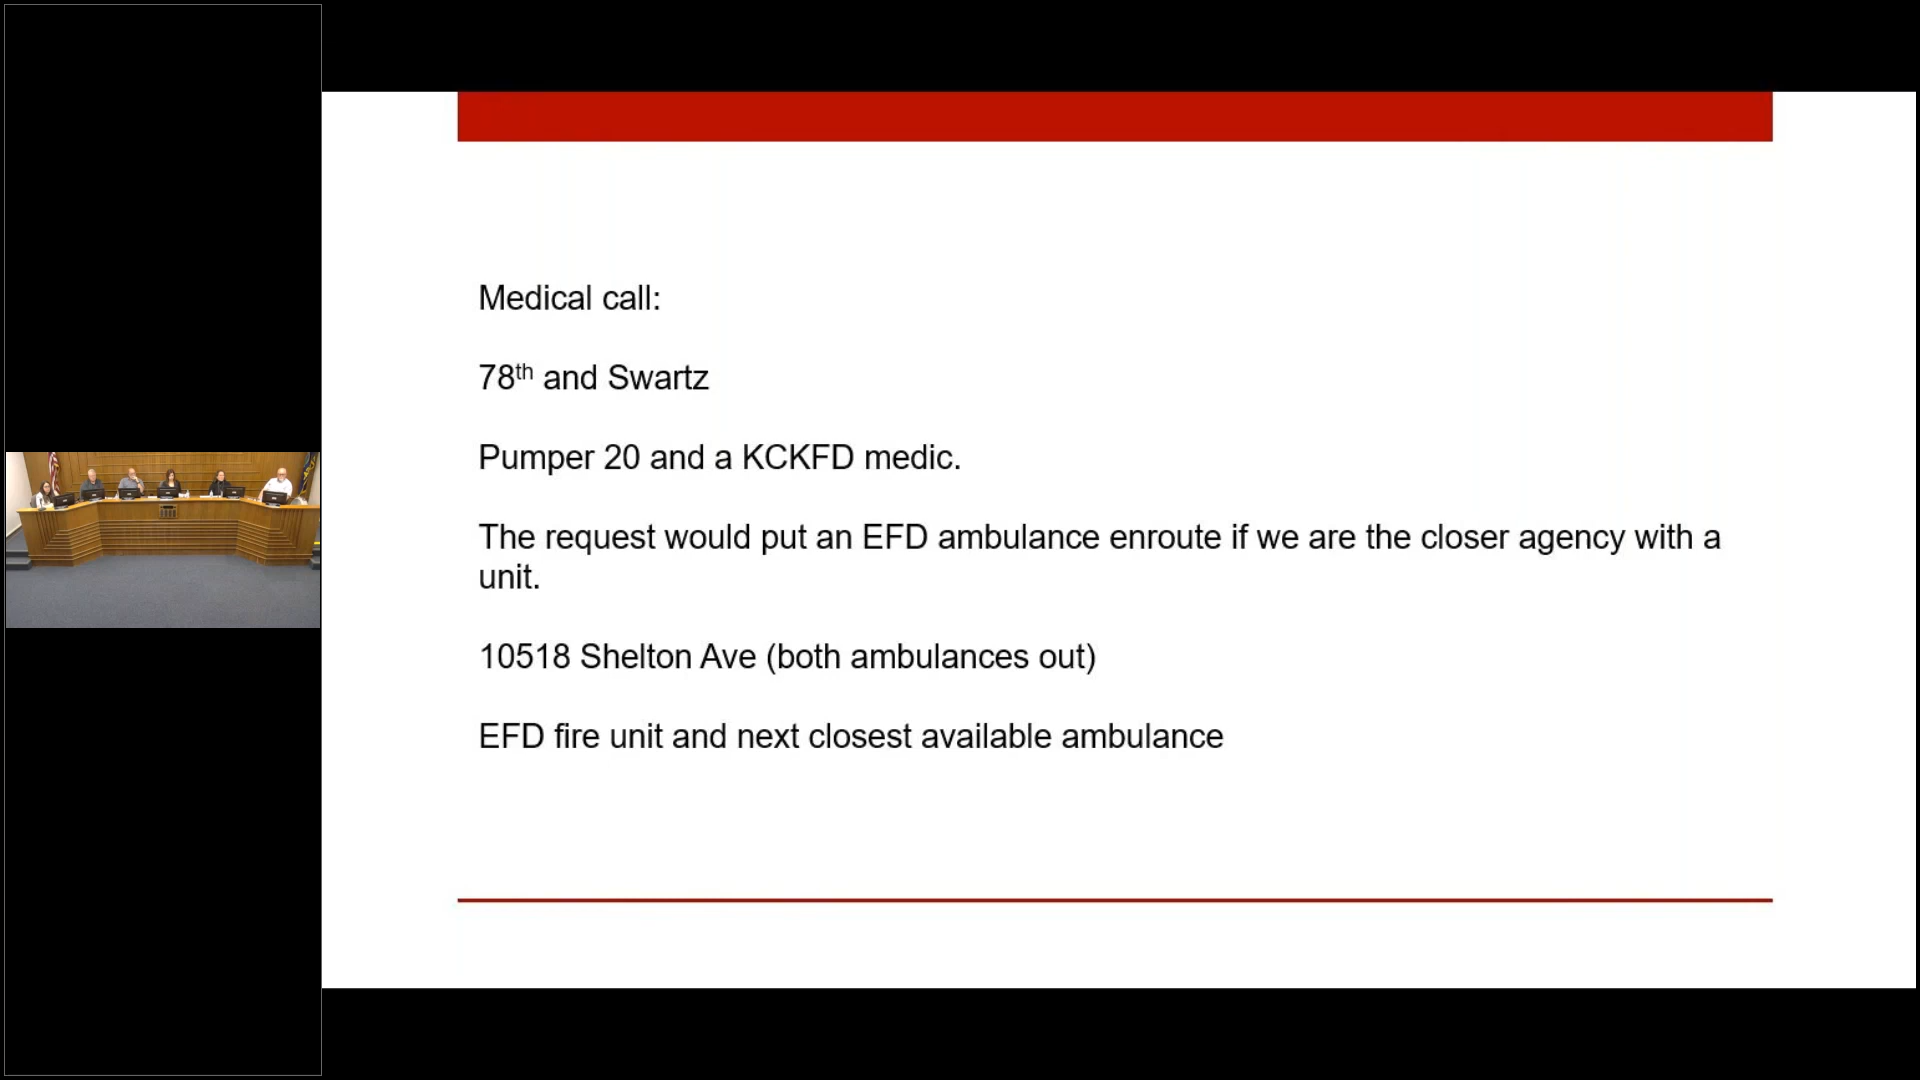 Medical call:
78th and Swartz
Pumper 20 and a KCKFD medic.
The request would put an EFD ambulance enroute if we are the closer agency with a
unit.
10518 Shelton Ave (both ambulances out)
EFD fire unit and next closest available ambulance